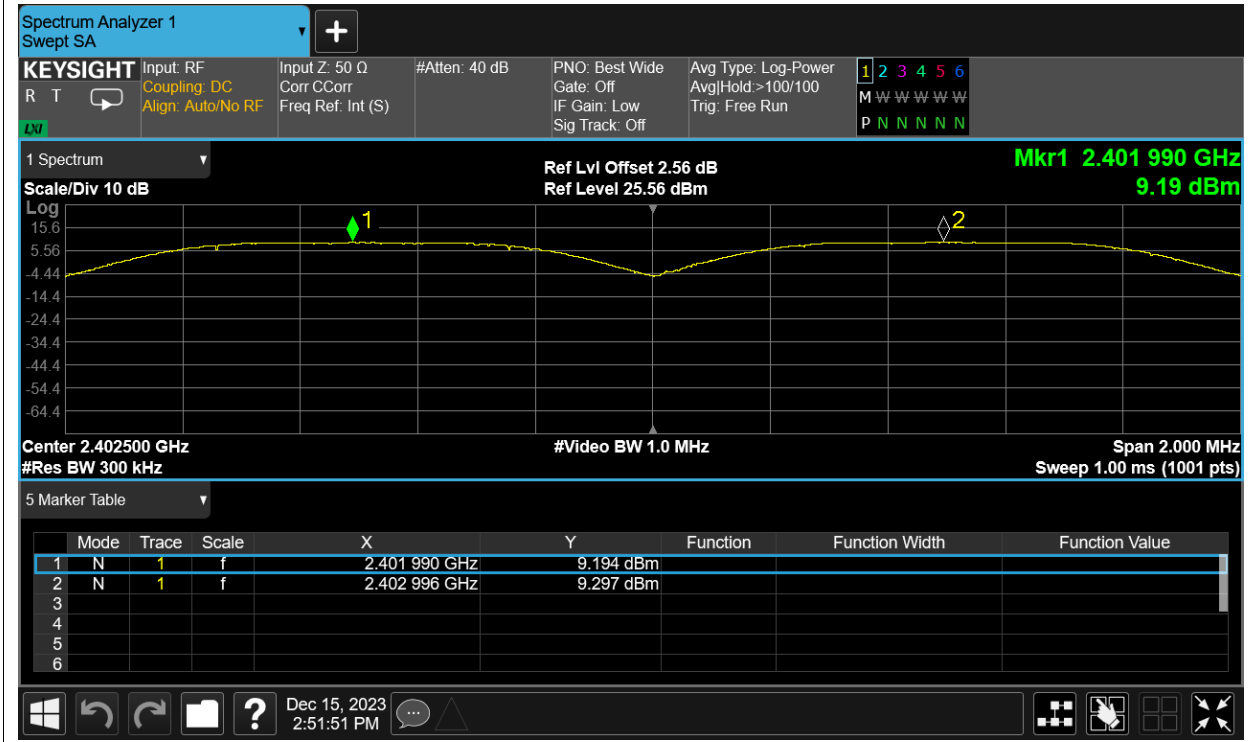 Spectrum Analyzer 1
Swept SA
+
KEYSIGHT
R T
LXI
Input: RF
Coupling: DC
Align: Auto/No RF
Input Z: 50 Ω
Corr CCorr
Freq Ref: Int (S)
#Atten: 40 dB
PNO: Best Wide
Gate: Off
IF Gain: Low
Sig Track: Off
Avg Type: Log-Power
Avg|Hold:>100/100
Trig: Free Run
1 2 3 4 5 6
M W W W W W
P N N N N N
1 Spectrum
Scale/Div 10 dB
Ref Lvl Offset 2.56 dB
Ref Level 25.56 dBm
Mkr1 2.401 990 GHz
9.19 dBm
Log
15.6
5.56
-4.44
-14.4
-24.4
-34.4
-44.4
-54.4
-64.4
1
2
Center 2.402500 GHz
#Res BW 300 kHz
#Video BW 1.0 MHz
Span 2.000 MHz
Sweep 1.00 ms (1001 pts)
5 Marker Table
Mode Trace Scale X Y Function Function Width Function Value
1 N 1 f 2.401 990 GHz 9.194 dBm
2 N 1 f 2.402 996 GHz 9.297 dBm
3
4
5
6
?
Dec 15, 2023
2:51:51 PM